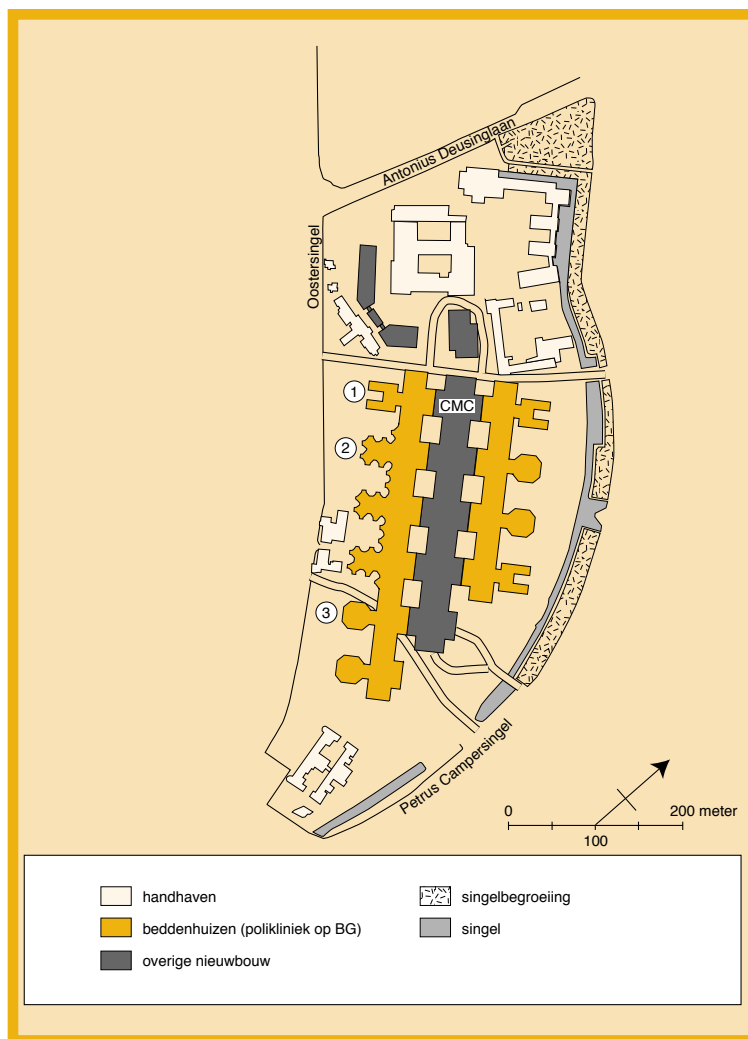 Antonius Deusinglaan
Oostersingel
1
CMC
2
3
Petrus Campersingel
0
200 meter
100
handhaven
singelbegroeiing
beddenhuizen (polikliniek op BG)
singel
overige nieuwbouw